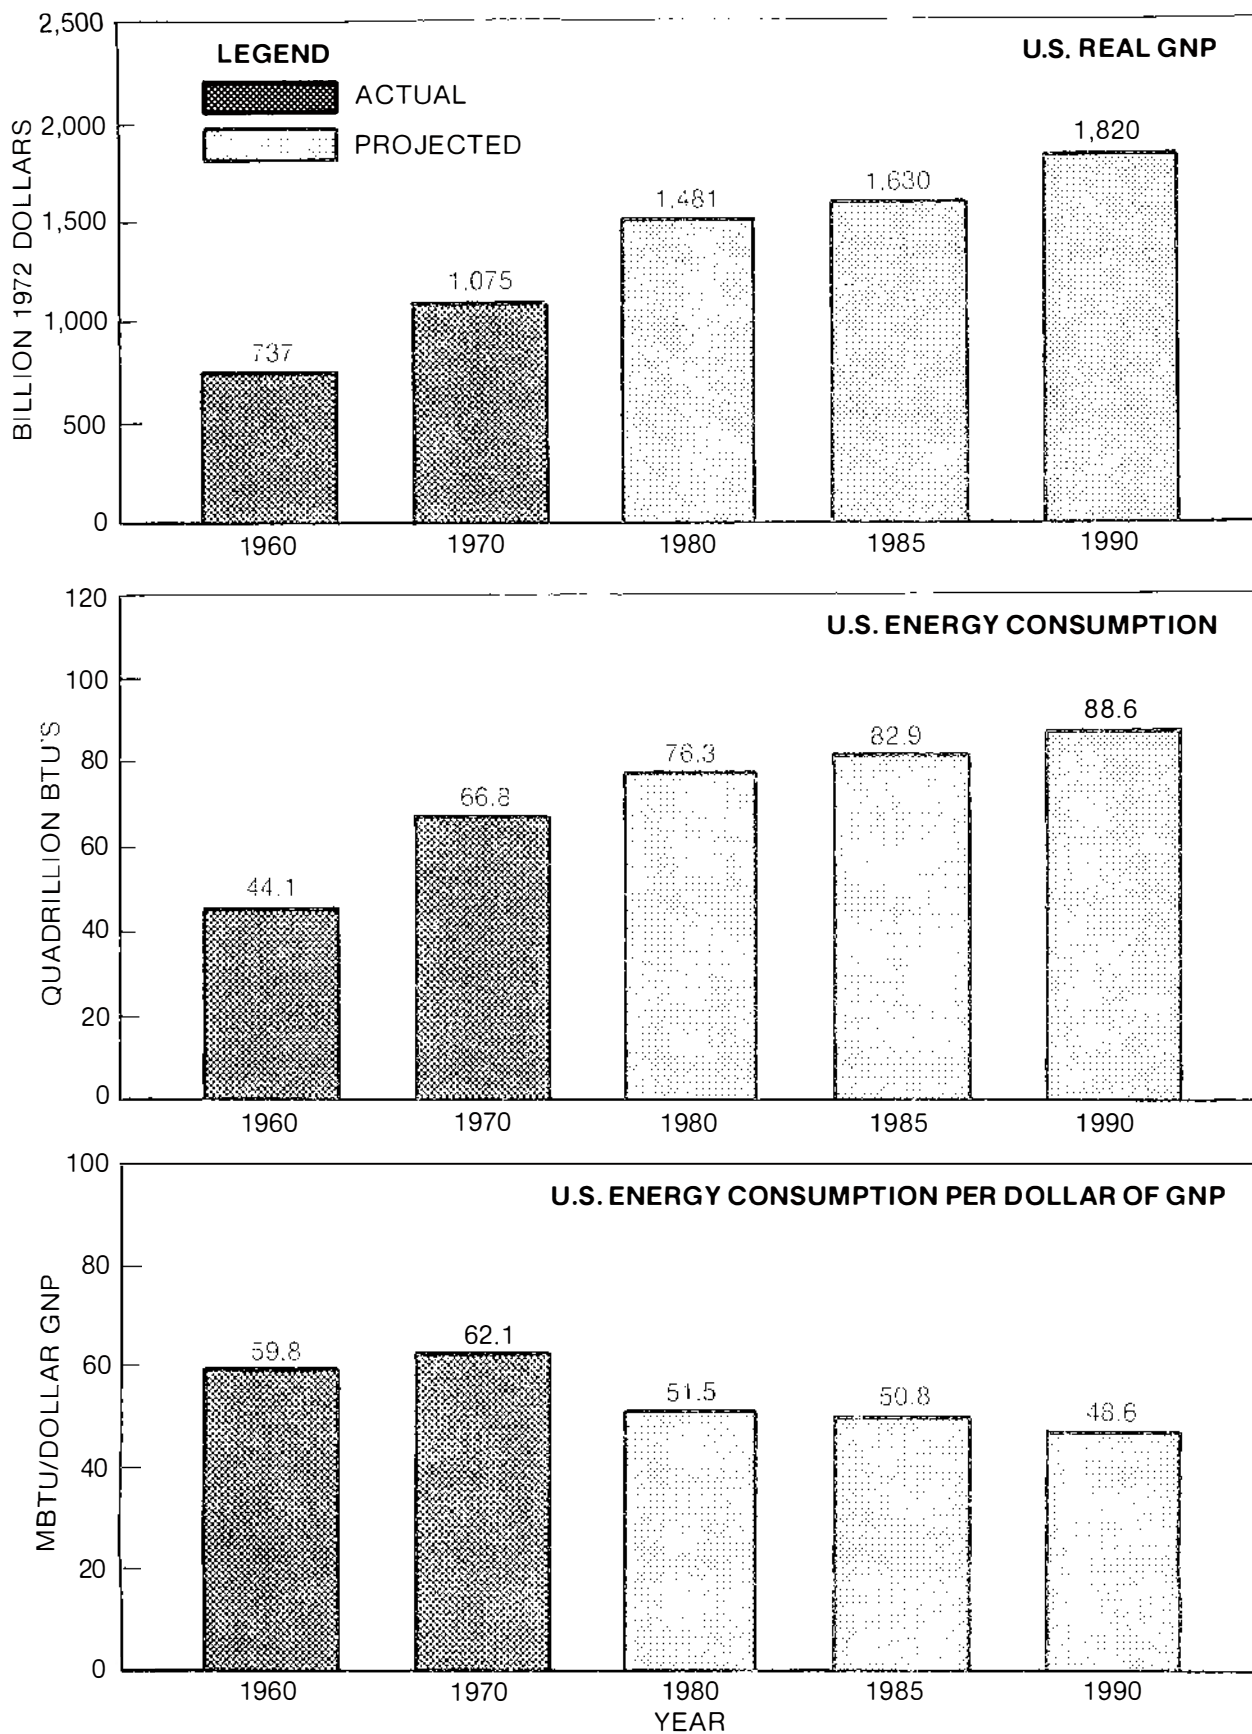 U.S. REAL GNP
LEGEND
ACTUAL
PROJECTED
BILLION 1972 DOLLARS
2,500
2,000
1,500
1,000
500
0
737
1,075
1,481
1,630
1,820
1960 1970 1980 1985 1990
U.S. ENERGY CONSUMPTION
QUADRILLION BTU'S
120
100
80
60
40
20
0
44.1
66.8
76.3
82.9
88.6
1960 1970 1980 1985 1990
U.S. ENERGY CONSUMPTION PER DOLLAR OF GNP
MBTU/DOLLAR GNP
100
80
60
40
20
0
59.8
62.1
51.5
50.8
48.6
1960 1970 1980 1985 1990
YEAR